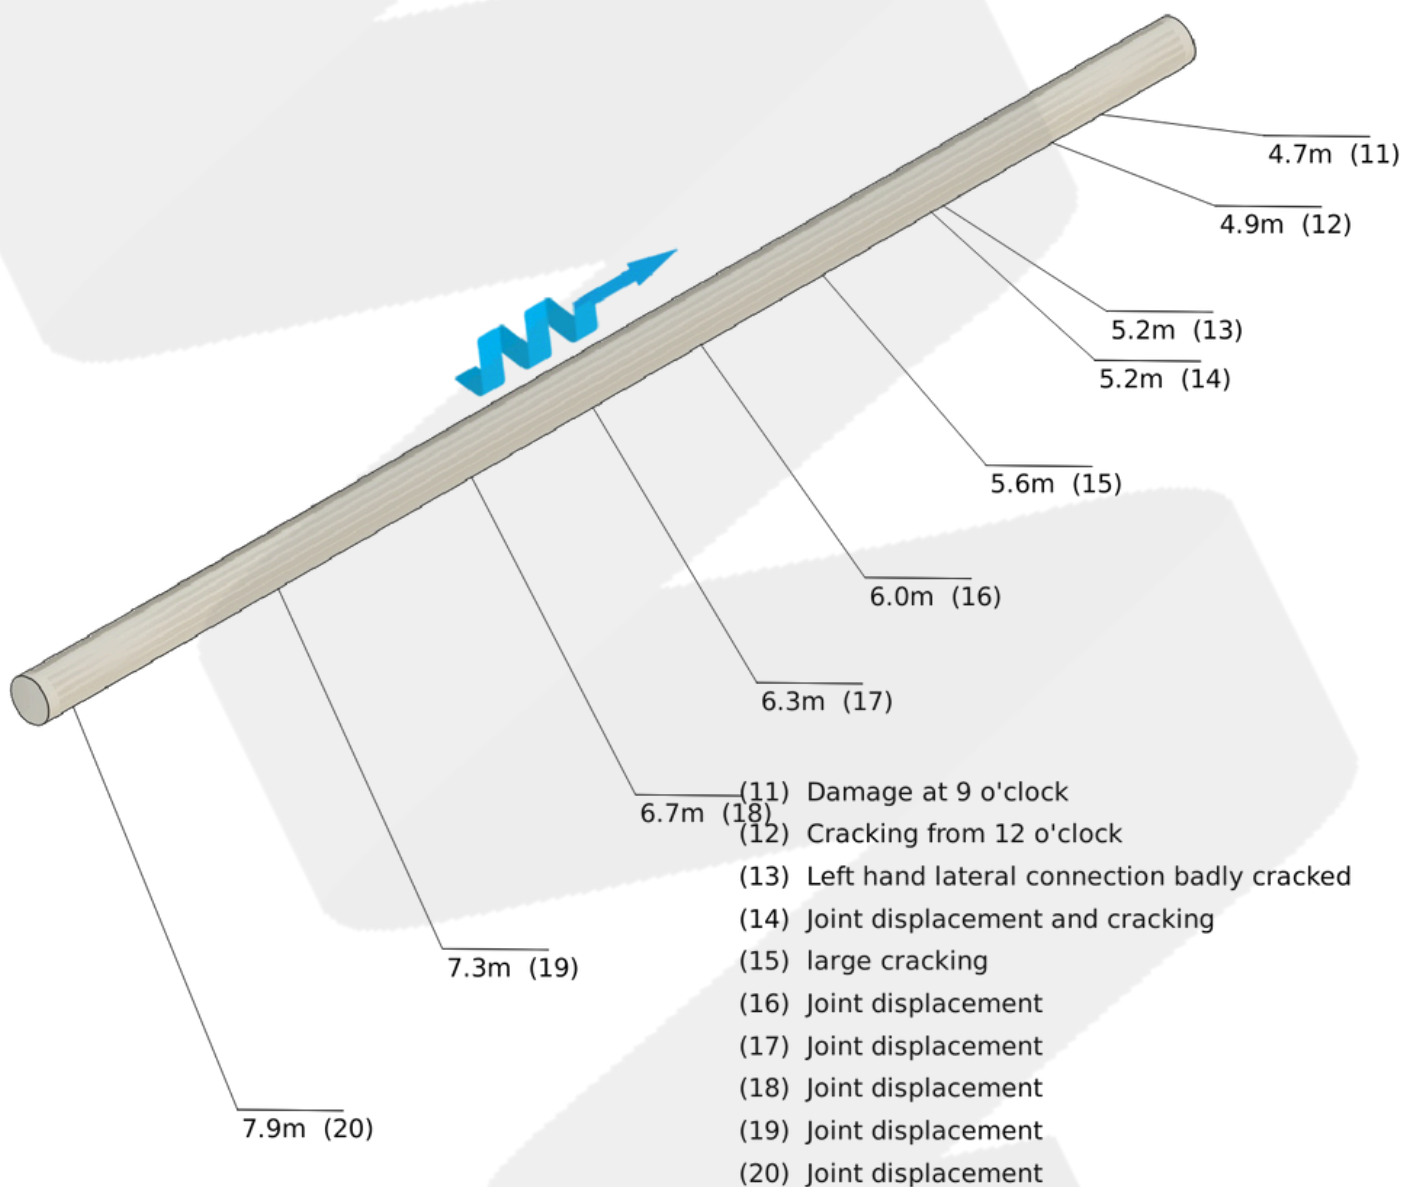 4.7m (11)
4.9m (12)
5.2m (13)
5.2m (14)
5.6m (15)
6.0m (16)
6.3m (17)
6.7m (18)
7.3m (19)
7.9m (20)
(11) Damage at 9 o'clock
(12) Cracking from 12 o'clock
(13) Left hand lateral connection badly cracked
(14) Joint displacement and cracking
(15) large cracking
(16) Joint displacement
(17) Joint displacement
(18) Joint displacement
(19) Joint displacement
(20) Joint displacement